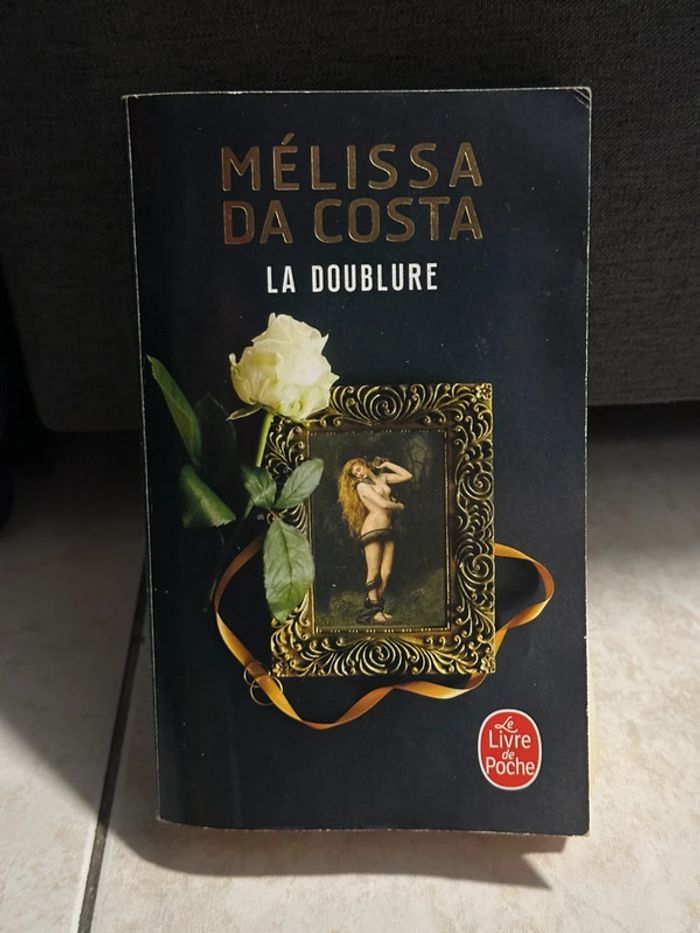 MÉLISSA
DA COSTA
LA DOUBLURE
Le
Livre
de
Poche